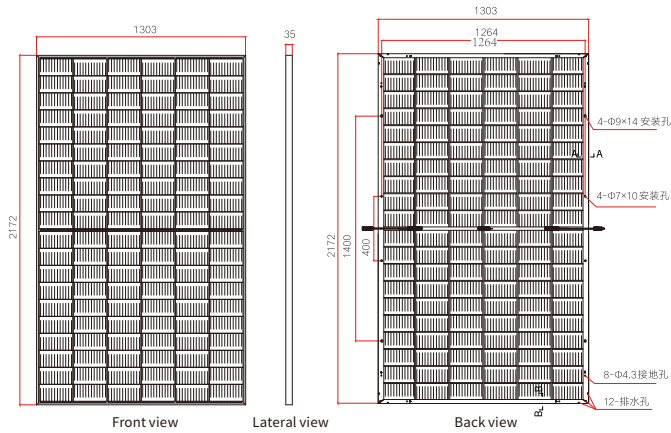 1303
35
1303
1264
1264
2172
2172
1400
400
4-Φ9×14 安装孔
A
A
4-Φ7×10 安装孔
8-Φ4.3 接地孔
12-排水孔
B
B
Front view
Lateral view
Back view